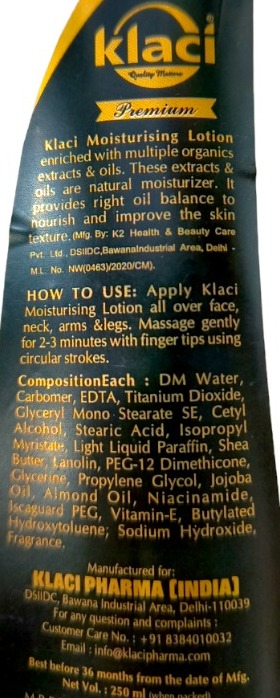 klaci®
Quality Matters
Premium
Klaci Moisturising Lotion
enriched with multiple organics
extracts & oils. These extracts &
oils are natural moisturizer. It
provides right oil balance to
nourish and improve the skin
texture. (Mfg. By: K2 Health & Beauty Care
Pvt. Ltd., DSIIDC,BawanaIndustrial Area, Delhi -
M.L. No. NW(0463)/2020/CM).
HOW TO USE: Apply Klaci
Moisturising Lotion all over face,
neck, arms &legs. Massage gently
for 2-3 minutes with finger tips using
circular strokes.
CompositionEach : DM Water,
Carbomer, EDTA, Titanium Dioxide,
Glyceryl Mono Stearate SE, Cetyl
Alcohol, Stearic Acid, Isopropyl
Myristate, Light Liquid Paraffin, Shea
Butter, Lanolin, PEG-12 Dimethicone,
Glycerine, Propylene Glycol, Jojoba
Oil, Almond Oil, Niacinamide,
Iscaguard PEG, Vitamin-E, Butylated
Hydroxytoluene; Sodium Hydroxide,
Fragrance.
Manufactured for:
KLACI PHARMA (INDIA)
DSIIDC, Bawana Industrial Area, Delhi-110039
For any question and complaints :
Customer Care No. : +91 8384010032
Email : info@klacipharma.com
Best before 36 months from the date of Mfg.
Net Vol. : 250 ml (when packed)